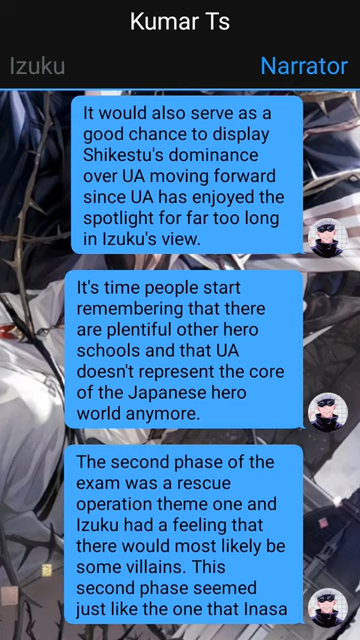 Kumar Ts
Izuku
Narrator
It would also serve as a
good chance to display
Shikestu's dominance
over UA moving forward
since UA has enjoyed the
spotlight for far too long
in Izuku's view.
It's time people start
remembering that there
are plentiful other hero
schools and that UA
doesn't represent the core
of the Japanese hero
world anymore.
The second phase of the
exam was a rescue
operation theme one and
Izuku had a feeling that
there would most likely be
some villains. This
second phase seemed
just like the one that Inasa